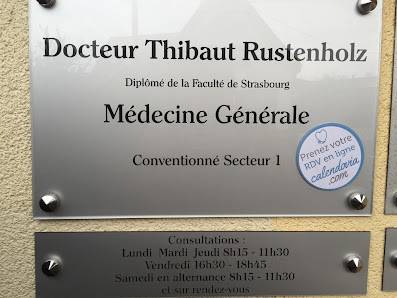 Docteur Thibaut Rustenholz
Diplômé de la Faculté de Strasbourg
Médecine Générale
Conventionné Secteur 1
Prenez votre
RDV en ligne
calendovia
.com
Consultations :
Lundi Mardi Jeudi 8h15 - 11h30
Vendredi 16h30 - 18h45
Samedi en alternance 8h15 - 11h30
et sur rendez-vous